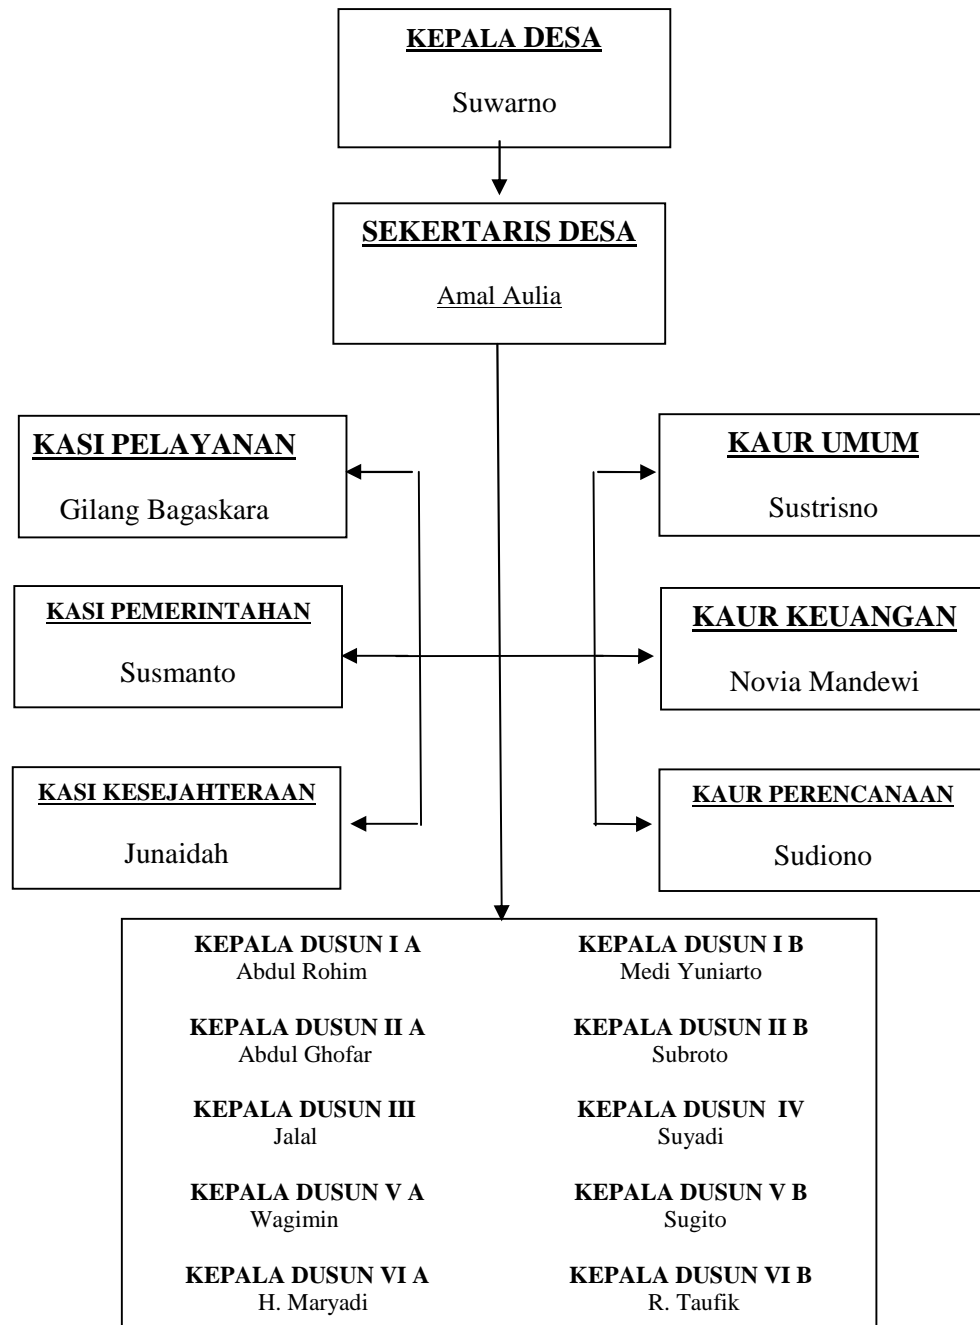 KEPALA DESA
Suwarno
SEKERTARIS DESA
Amal Aulia
KASI PELAYANAN
Gilang Bagaskara
KAUR UMUM
Sustrisno
KASI PEMERINTAHAN
Susmanto
KAUR KEUANGAN
Novia Mandewi
KASI KESEJAHTERAAN
Junaidah
KAUR PERENCANAAN
Sudiono
KEPALA DUSUN I A
Abdul Rohim
KEPALA DUSUN I B
Medi Yuniarto
KEPALA DUSUN II A
Abdul Ghofar
KEPALA DUSUN II B
Subroto
KEPALA DUSUN III
Jalal
KEPALA DUSUN IV
Suyadi
KEPALA DUSUN V A
Wagimin
KEPALA DUSUN V B
Sugito
KEPALA DUSUN VI A
H. Maryadi
KEPALA DUSUN VI B
R. Taufik